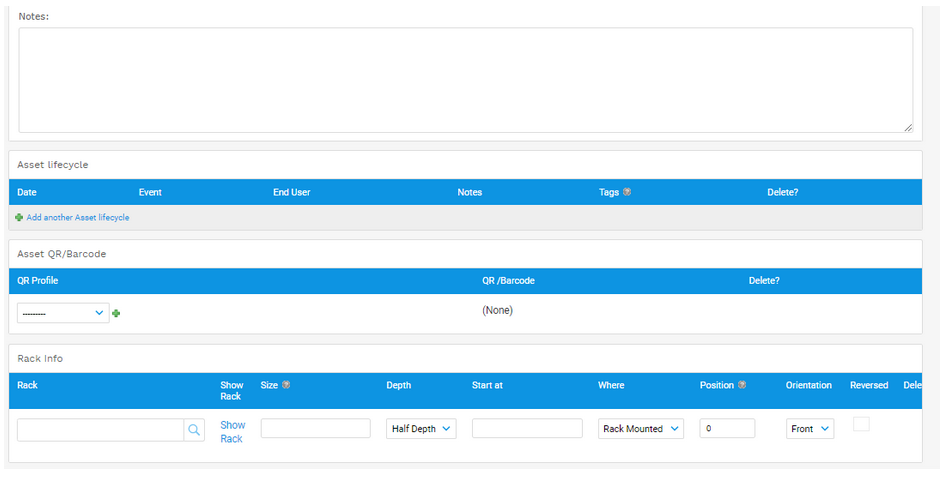 Notes:
Asset lifecycle
Date Event End User Notes Tags Delete?
Add another Asset lifecycle
Asset QR/Barcode
QR Profile QR /Barcode Delete?
--------- (None)
Rack Info
Rack Show Rack Size Depth Start at Where Position Orientation Reversed Dele
Show Rack Half Depth Rack Mounted 0 Front